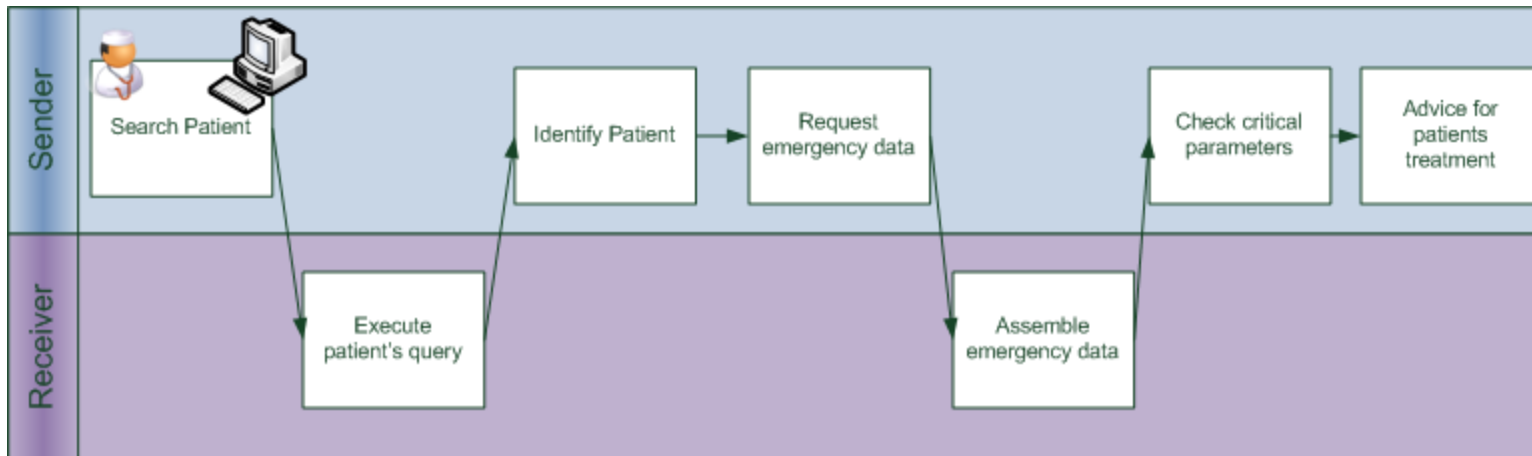 Sender
Search Patient
Identify Patient
Request
emergency data
Check critical
parameters
Advice for
patients
treatment
Receiver
Execute
patient's query
Assemble
emergency data